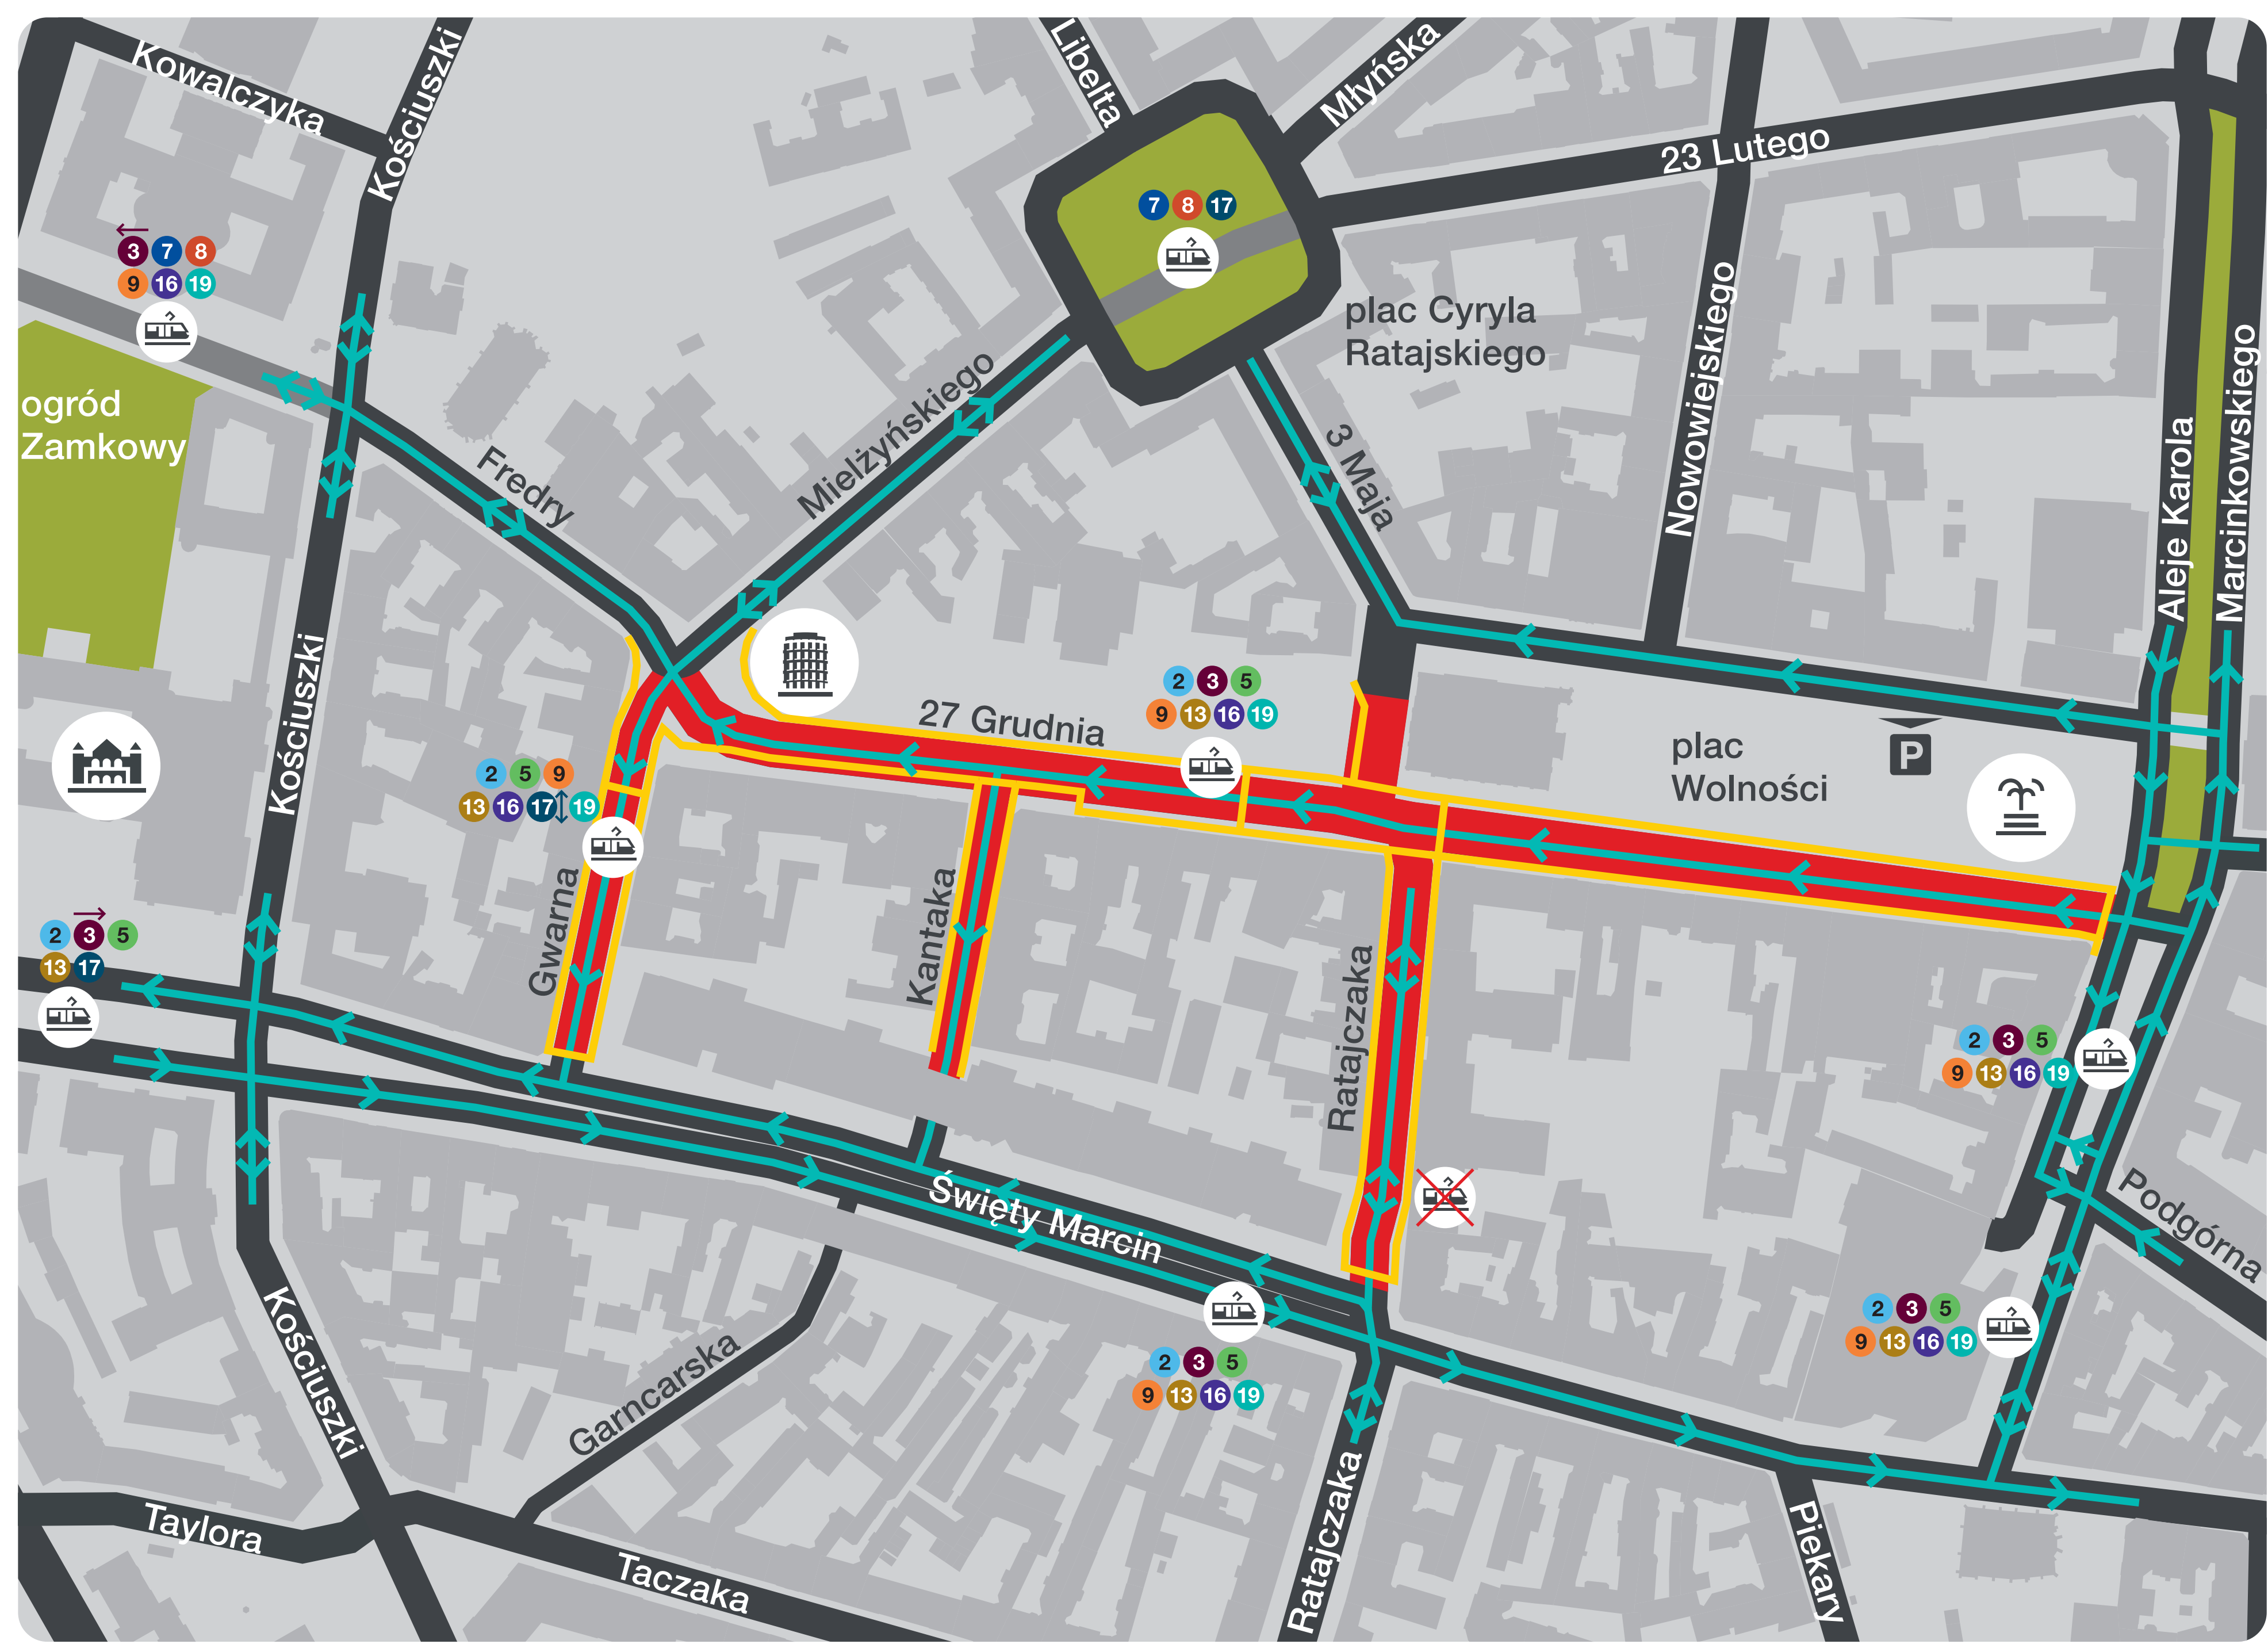 Kowalczyka
Kościuszki
Libelta
Młyńska
23 Lutego
7 8 17
3 7 8
9 16 19
plac Cyryla
Ratajskiego
ogród
Zamkowy
Fredry
Mielżyńskiego
3 Maja
Nowowiejskiego
Aleje Karola
Marcinkowskiego
Kościuszki
27 Grudnia
2 3 5
9 13 16 19
plac
Wolności
P
2 5 9
13 16 17 19
Gwarna
Kantaka
Ratajczaka
2 3 5
13 17
2 3 5
9 13 16 19
Święty Marcin
Podgórna
2 3 5
9 13 16 19
2 3 5
9 13 16 19
Kościuszki
Garncarska
Taylora
Taczaka
Ratajczaka
Piekary